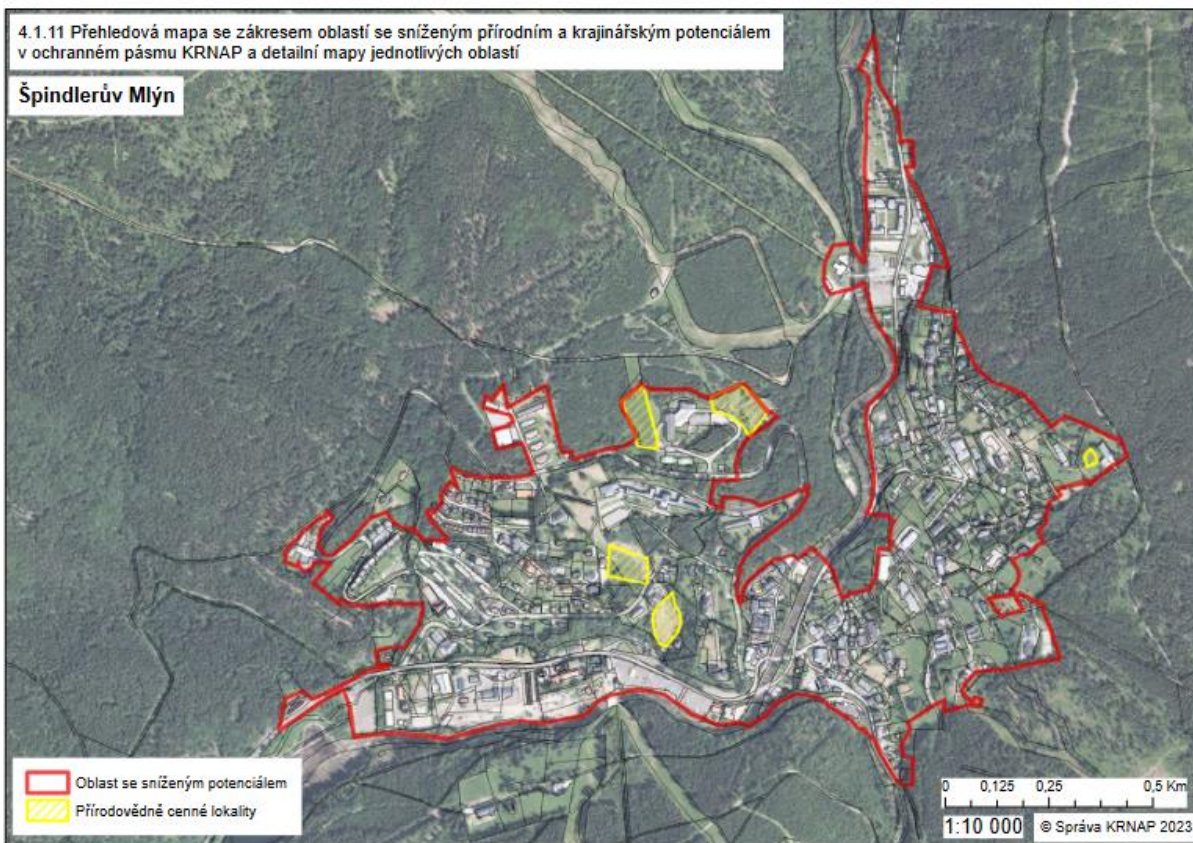 4.1.11 Přehledová mapa se zákresem oblastí se sníženým přírodním a krajinářským potenciálem
v ochranném pásmu KRNAP a detailní mapy jednotlivých oblastí
Špindlerův Mlýn
Oblast se sníženým potenciálem
Přírodovědně cenné lokality
0 0,125 0,25 0,5 Km
1:10 000 © Správa KRNAP 2023